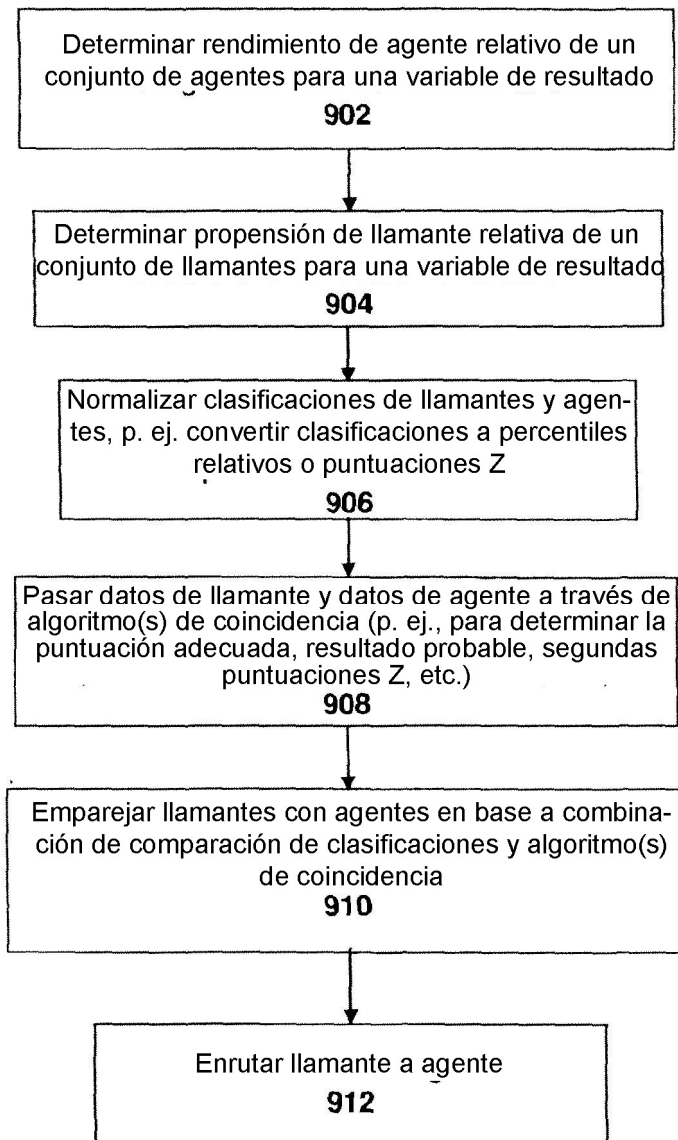 Determinar rendimiento de agente relativo de un
conjunto de agentes para una variable de resultado
902
Determinar propensión de llamante relativa de un
conjunto de llamantes para una variable de resultado
904
Normalizar clasificaciones de llamantes y agen-
tes, p. ej. convertir clasificaciones a percentiles
relativos o puntuaciones Z
906
Pasar datos de llamante y datos de agente a través de
algoritmo(s) de coincidencia (p. ej., para determinar la
puntuación adecuada, resultado probable, segundas
puntuaciones Z, etc.)
908
Emparejar llamantes con agentes en base a combina-
ción de comparación de clasificaciones y algoritmo(s)
de coincidencia
910
Enrutar llamante a agente
912